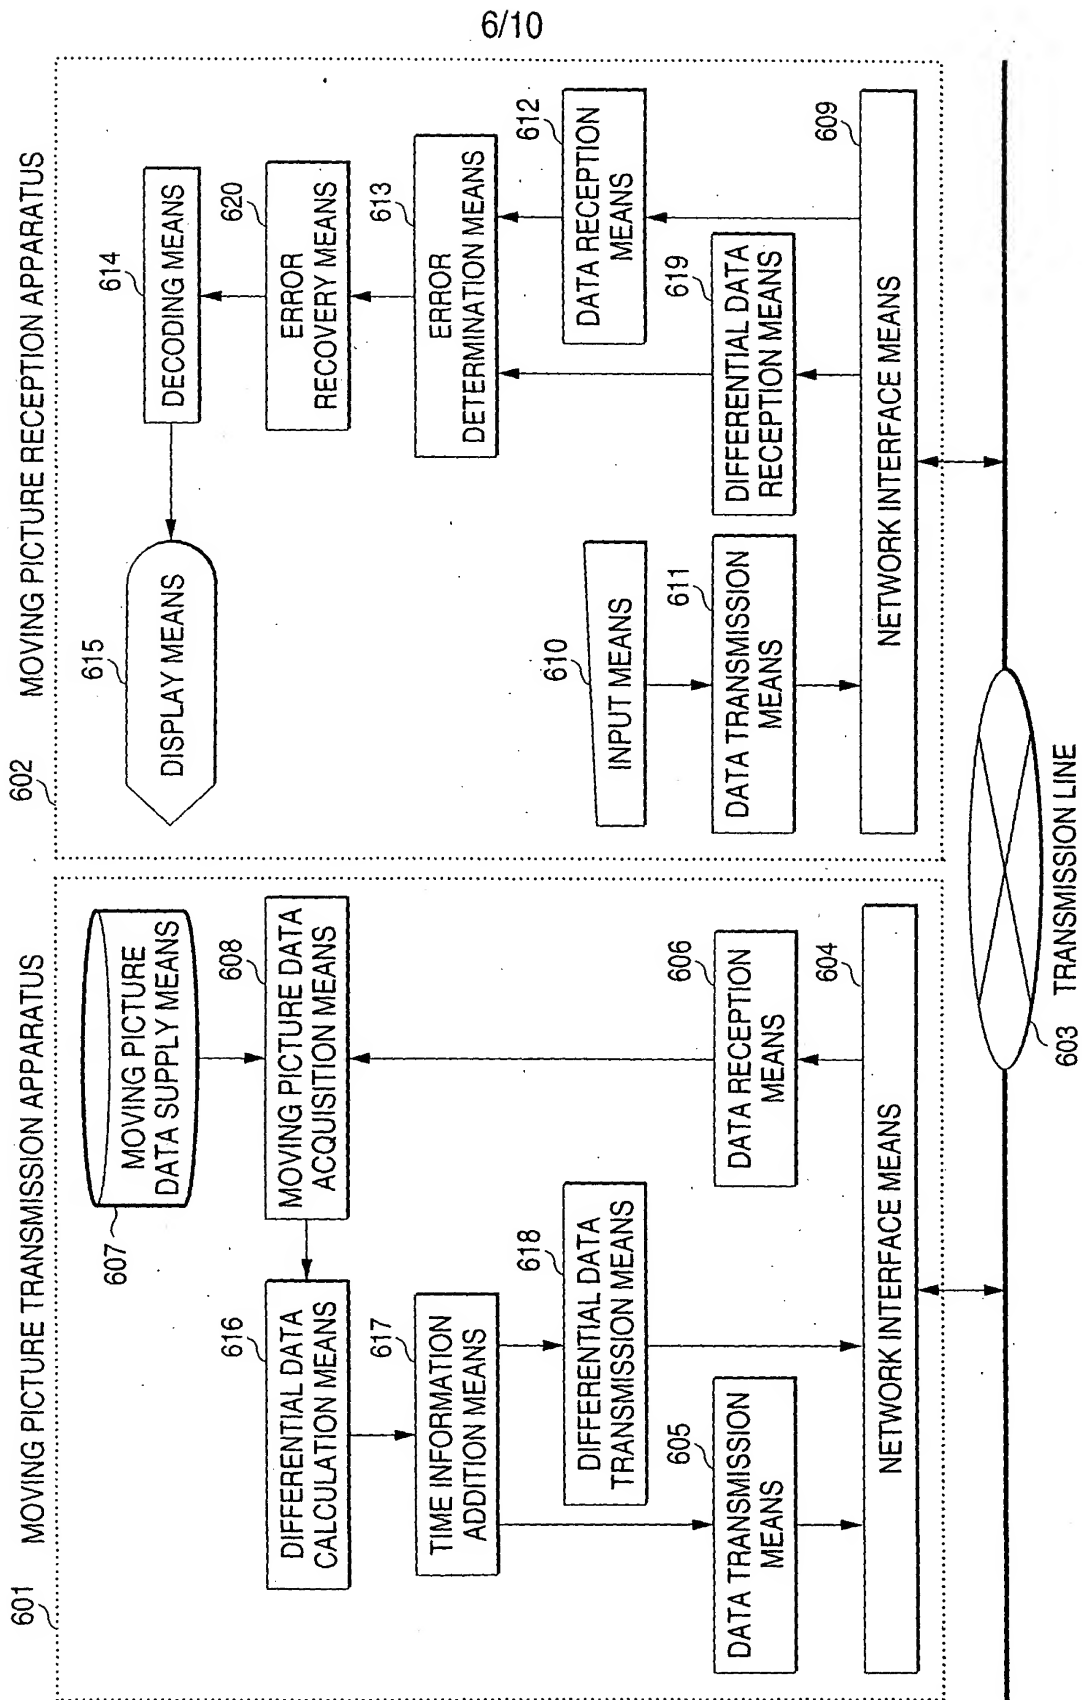 6/10
601
MOVING PICTURE TRANSMISSION APPARATUS
607
MOVING PICTURE
DATA SUPPLY MEANS
608
MOVING PICTURE DATA
ACQUISITION MEANS
616
DIFFERENTIAL DATA
CALCULATION MEANS
617
TIME INFORMATION
ADDITION MEANS
618
DIFFERENTIAL DATA
TRANSMISSION MEANS
605
DATA TRANSMISSION
MEANS
606
DATA RECEPTION
MEANS
604
NETWORK INTERFACE MEANS
603
TRANSMISSION LINE
602
MOVING PICTURE RECEPTION APPARATUS
615
DISPLAY MEANS
614
DECODING MEANS
620
ERROR
RECOVERY MEANS
613
ERROR
DETERMINATION MEANS
612
DATA RECEPTION
MEANS
619
DIFFERENTIAL DATA
RECEPTION MEANS
610
INPUT MEANS
611
DATA TRANSMISSION
MEANS
609
NETWORK INTERFACE MEANS